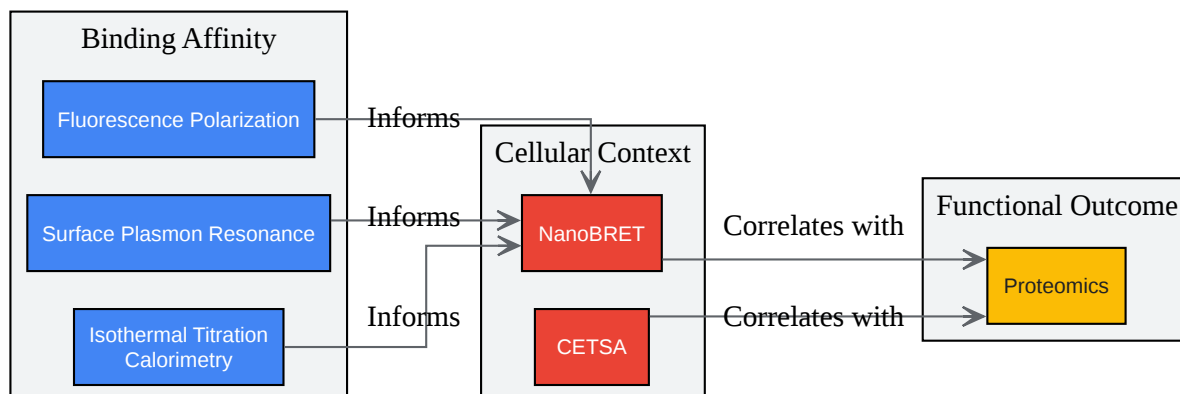 Binding Affinity
Fluorescence Polarization
Informs
Cellular Context
Surface Plasmon Resonance
Informs
NanoBRET
Correlates with
Functional Outcome
Proteomics
Isothermal Titration
Calorimetry
Informs
CETSA
Correlates with